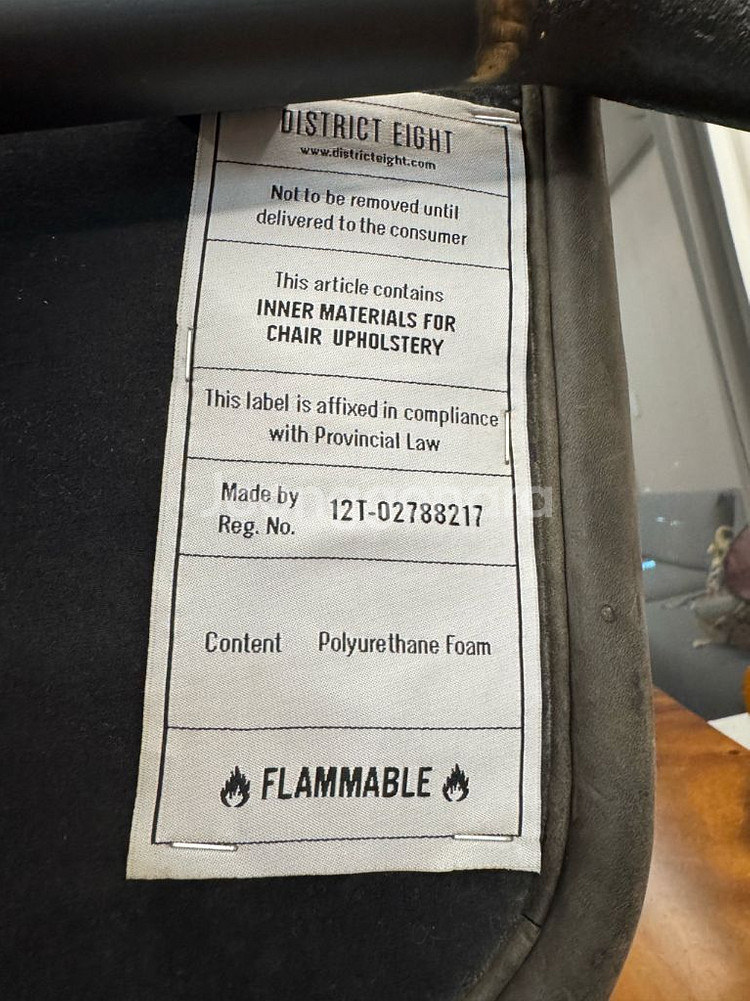 DISTRICT EIGHT
www.districteight.com
Not to be removed until
delivered to the consumer
This article contains
INNER MATERIALS FOR
CHAIR UPHOLSTERY
This label is affixed in compliance
with Provincial Law
Made by
Reg. No.
12T-02788217
Content Polyurethane Foam
FLAMMABLE